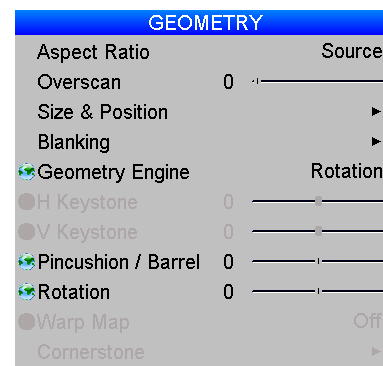 GEOMETRY
Aspect Ratio Source
Overscan 0
Size & Position
Blanking
Geometry Engine Rotation
H Keystone 0
V Keystone 0
Pincushion / Barrel 0
Rotation 0
Warp Map Off
Cornerstone